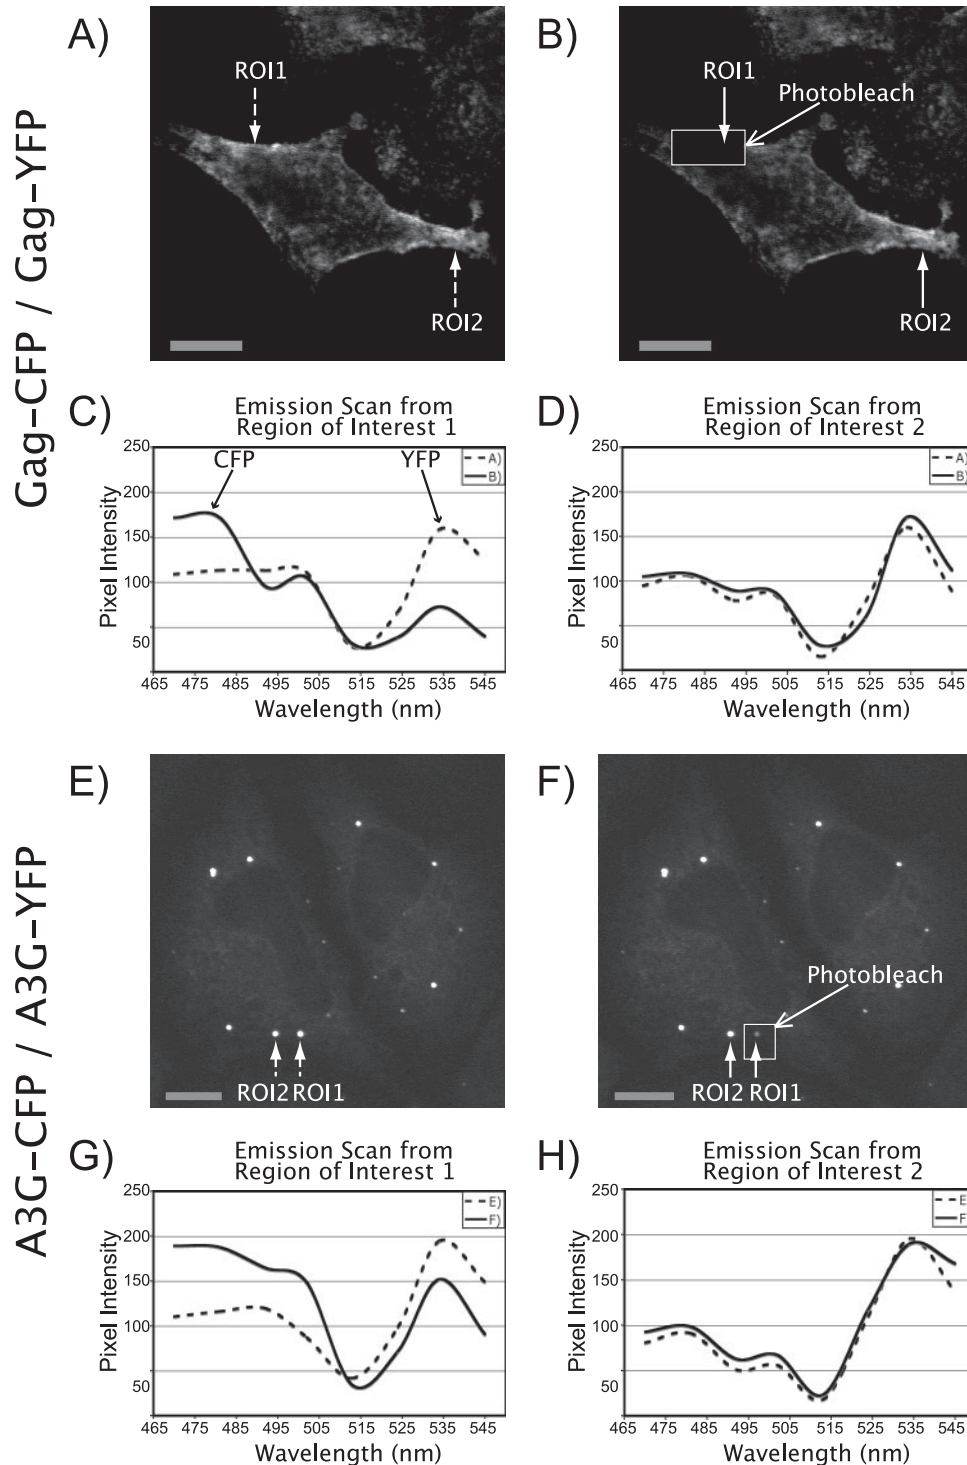 Gag-CFP / Gag-YFP
A)
ROI1
ROI2
B)
ROI1
Photobleach
ROI2
C)
Emission Scan from
Region of Interest 1
Pixel Intensity
250
200
150
100
50
CFP
YFP
A)
B)
465 475 485 495 505 515 525 535 545
Wavelength (nm)
D)
Emission Scan from
Region of Interest 2
Pixel Intensity
250
200
150
100
50
A)
B)
465 475 485 495 505 515 525 535 545
Wavelength (nm)
A3G-CFP / A3G-YFP
E)
ROI2 ROI1
F)
Photobleach
ROI2 ROI1
G)
Emission Scan from
Region of Interest 1
Pixel Intensity
250
200
150
100
50
E)
F)
465 475 485 495 505 515 525 535 545
Wavelength (nm)
H)
Emission Scan from
Region of Interest 2
Pixel Intensity
250
200
150
100
50
E
F
465 475 485 495 505 515 525 535 545
Wavelength (nm)